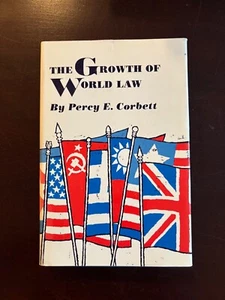 THE GROWTH OF
WORLD LAW
By Percy E. Corbett